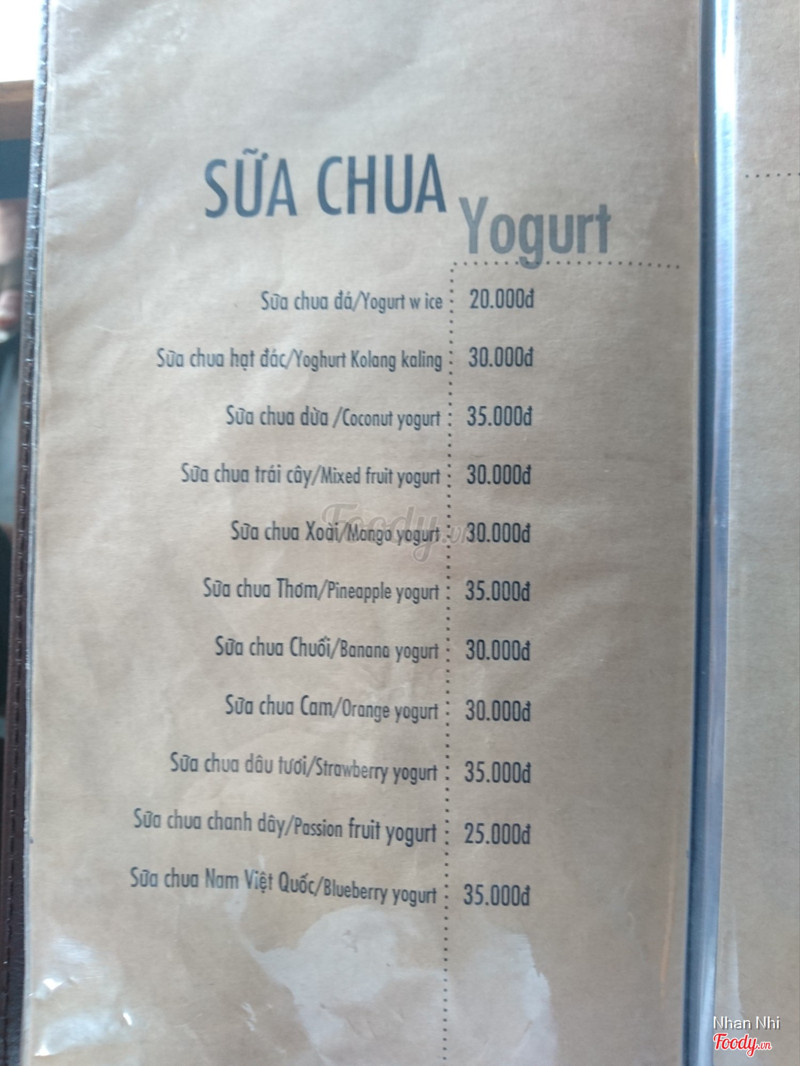 SỮA CHUA
Yogurt
Sữa chua đá/Yogurt w ice : 20.000đ
Sữa chua hạt đác/Yoghurt Kolang kaling : 30.000đ
Sữa chua dừa /Coconut yogurt : 35.000đ
Sữa chua trái cây/Mixed fruit yogurt : 30.000đ
Sữa chua Xoài/Mango yogurt : 30.000đ
Sữa chua Thơm/Pineapple yogurt : 35.000đ
Sữa chua Chuối/Banana yogurt : 30.000đ
Sữa chua Cam/Orange yogurt : 30.000đ
Sữa chua dâu tươi/Strawberry yogurt : 35.000đ
Sữa chua chanh dây/Passion fruit yogurt : 25.000đ
Sữa chua Nam Việt Quốc/Blueberry yogurt : 35.000đ
Foody.vn
Nhan Nhi
Foody.vn